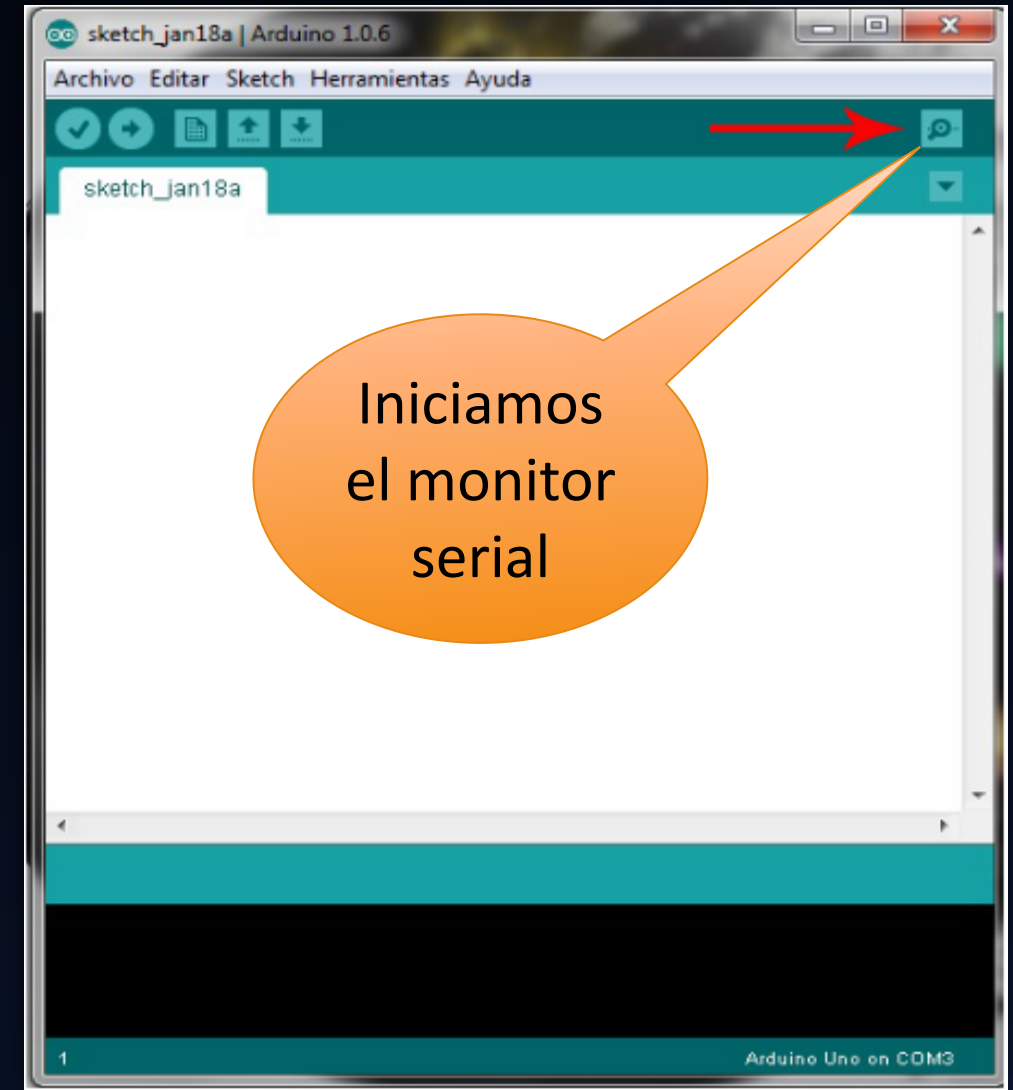 sketch_jan18a | Arduino 1.0.6
Archivo Editar Sketch Herramientas Ayuda
sketch_jan18a
Iniciamos
el monitor
serial
1
Arduino Uno on COM3